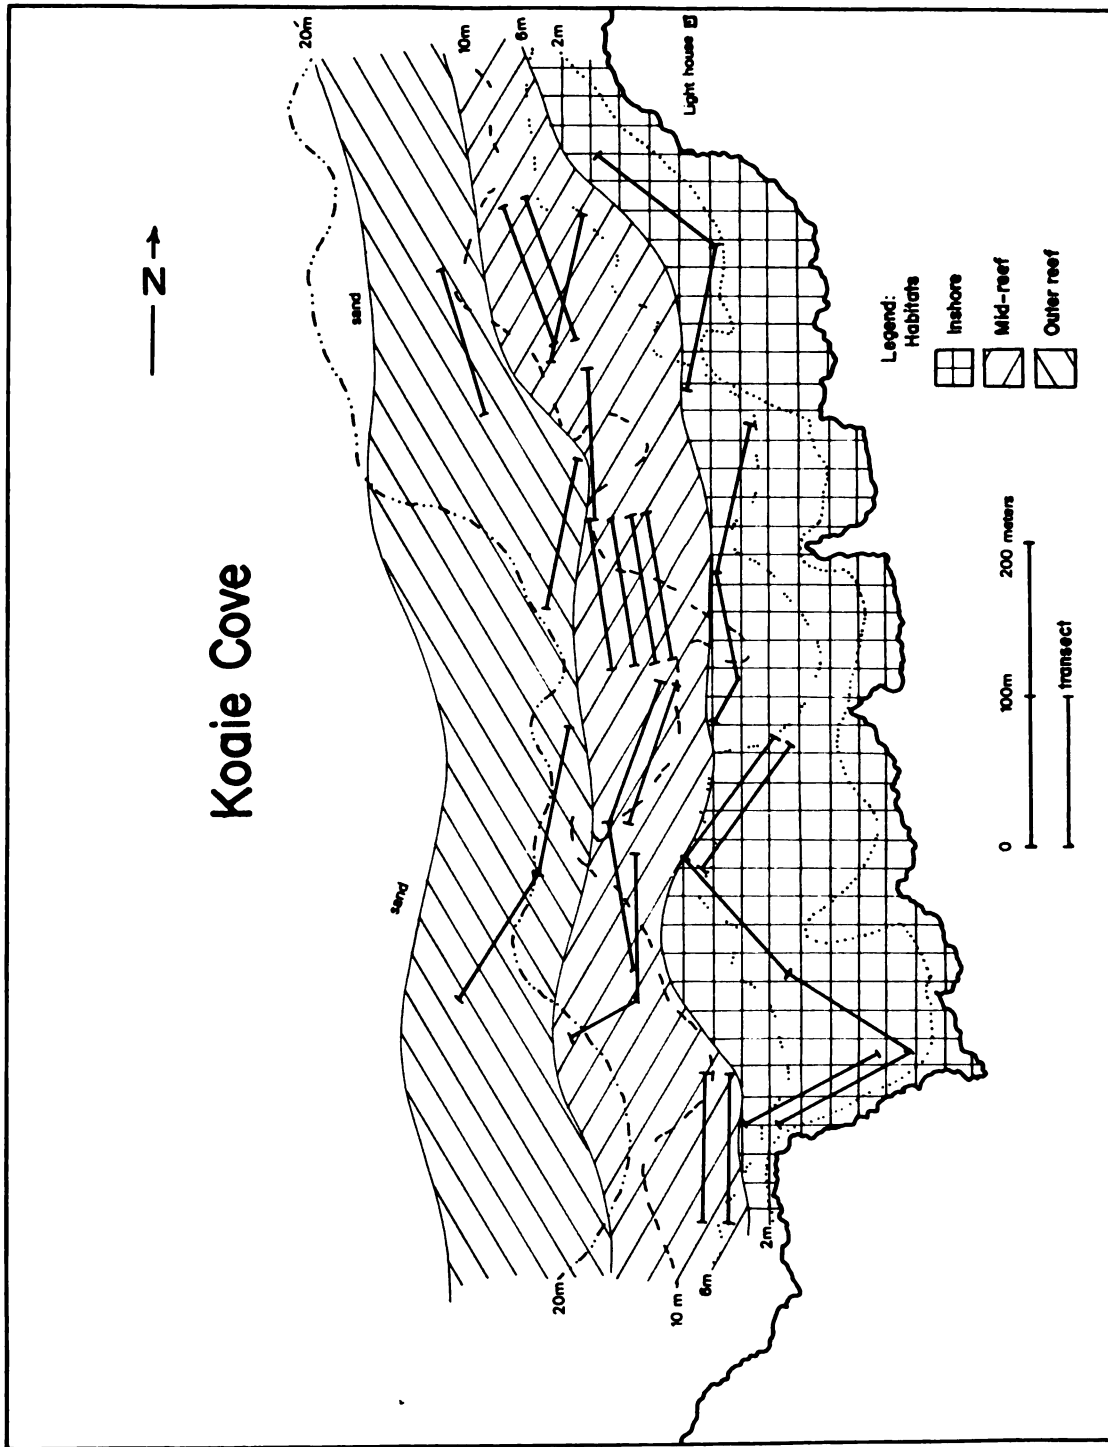 Koaie Cove
N
20m
10m
6m
2m
sand
sand
Light house
20m
10 m
6m
2m
Legend:
Habitats
Inshore
Mid-reef
Outer reef
0
100m
200 meters
transect